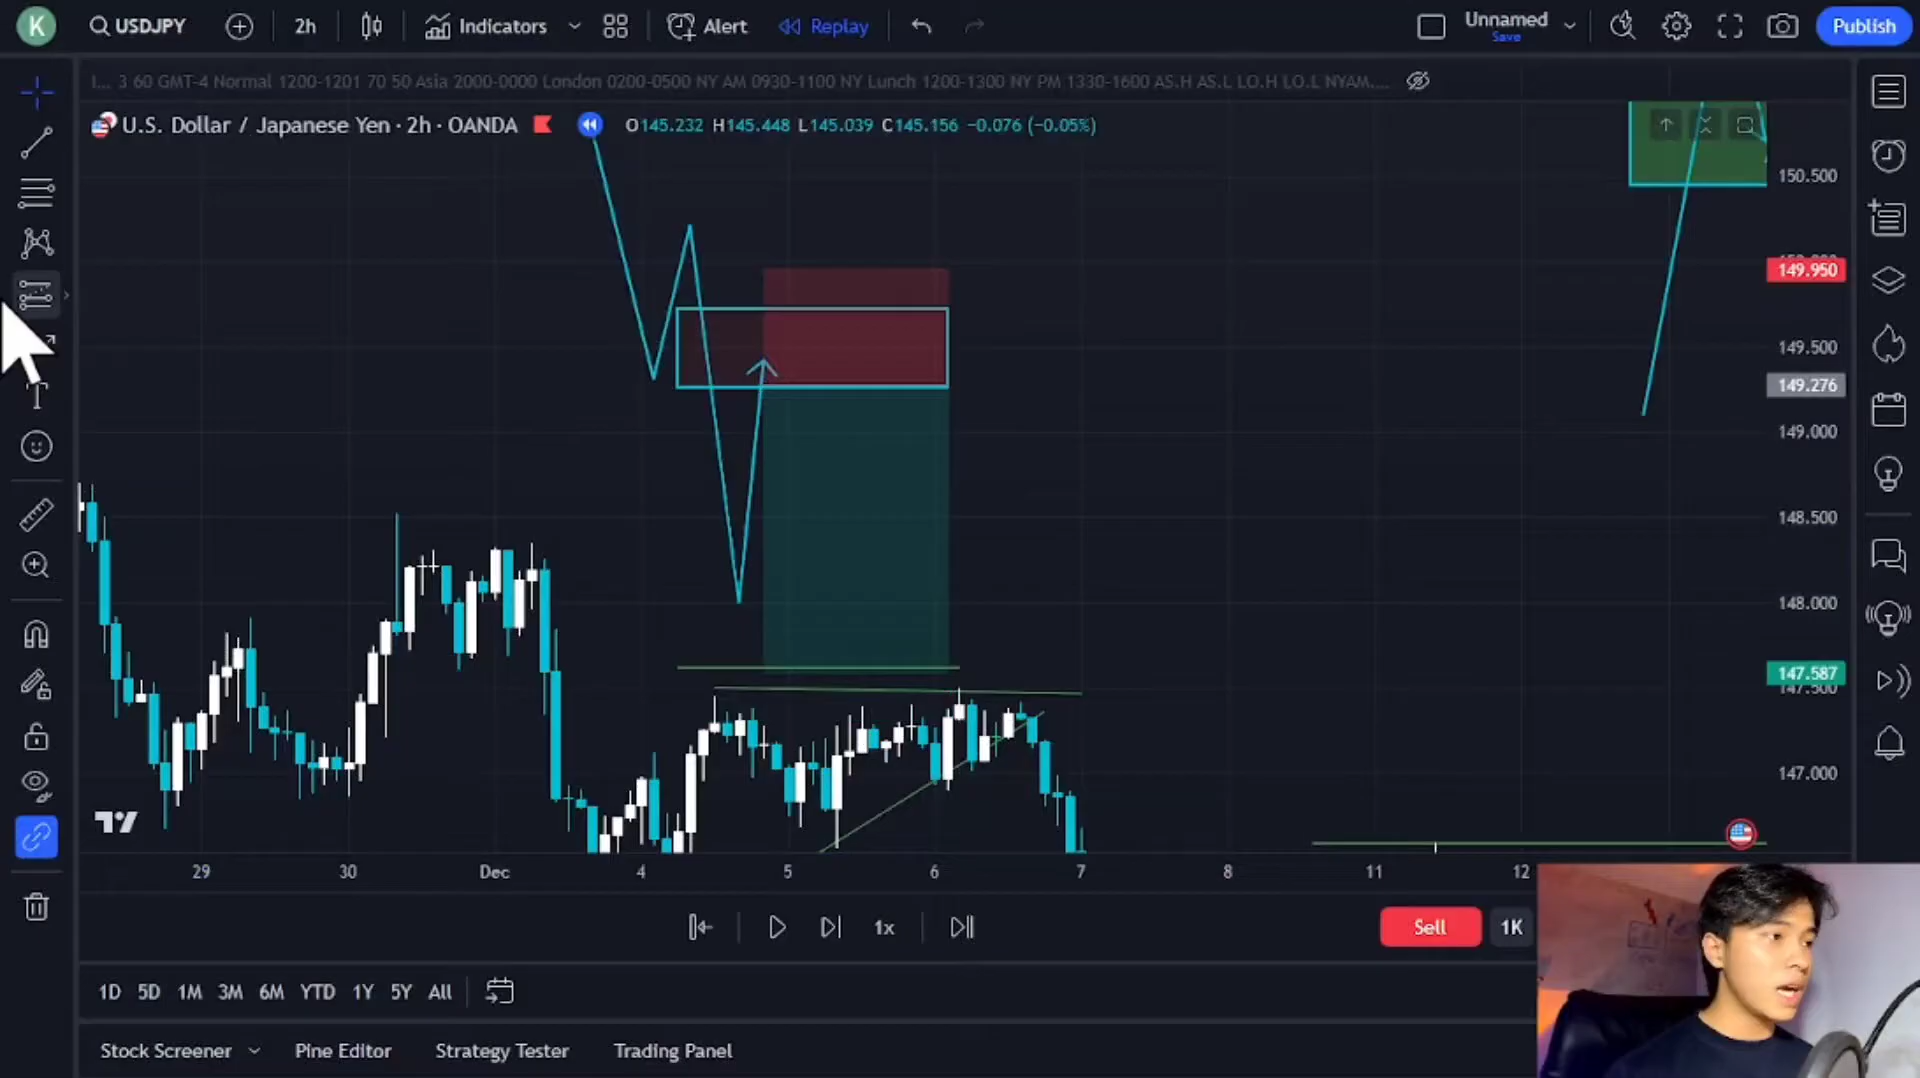 K
USDJPY
2h
Indicators
Alert
Replay
Unnamed
Save
Publish
I... 3 60 GMT-4 Normal 1200-1201 70 50 Asia 2000-0000 London 0200-0500 NY AM 0930-1100 NY Lunch 1200-1300 NY PM 1330-1600 AS.H AS.L LO.H LO.L NYAM....
U.S. Dollar / Japanese Yen · 2h · OANDA
O145.232 H145.448 L145.039 C145.156 −0.076 (−0.05%)
150.500
149.950
149.500
149.276
149.000
148.500
148.000
147.587
147.500
147.000
29
30
Dec
4
5
6
7
8
11
12
1x
Sell
1K
1D 5D 1M 3M 6M YTD 1Y 5Y All
Stock Screener
Pine Editor
Strategy Tester
Trading Panel